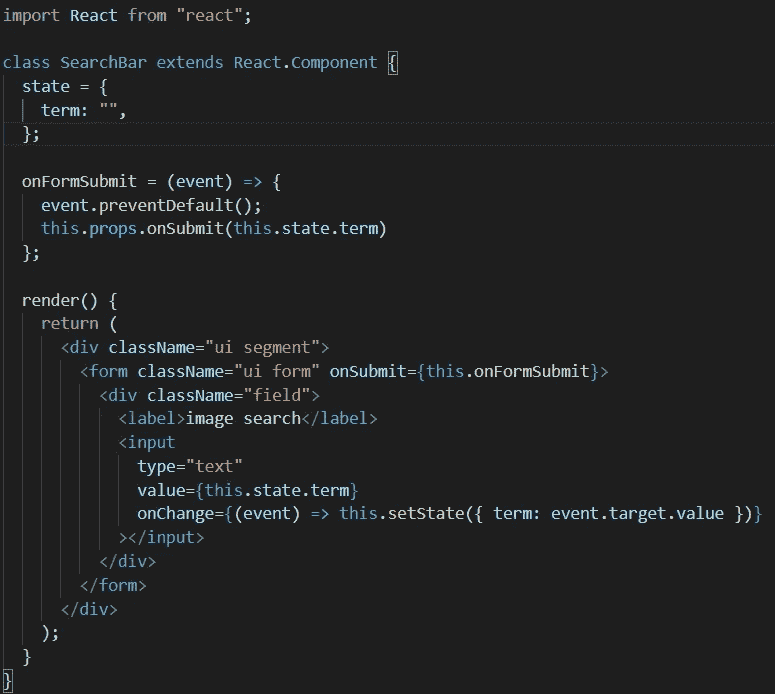 import React from "react";
class SearchBar extends React.Component {
state = {
term: "",
};
onFormSubmit = (event) => {
event.preventDefault();
this.props.onSubmit(this.state.term)
};
render() {
return (
<div className="ui segment">
<form className="ui form" onSubmit={this.onFormSubmit}>
<div className="field">
<label>image search</label>
<input
type="text"
value={this.state.term}
onChange={(event) => this.setState({ term: event.target.value })}
></input>
</div>
</form>
</div>
);
}
}